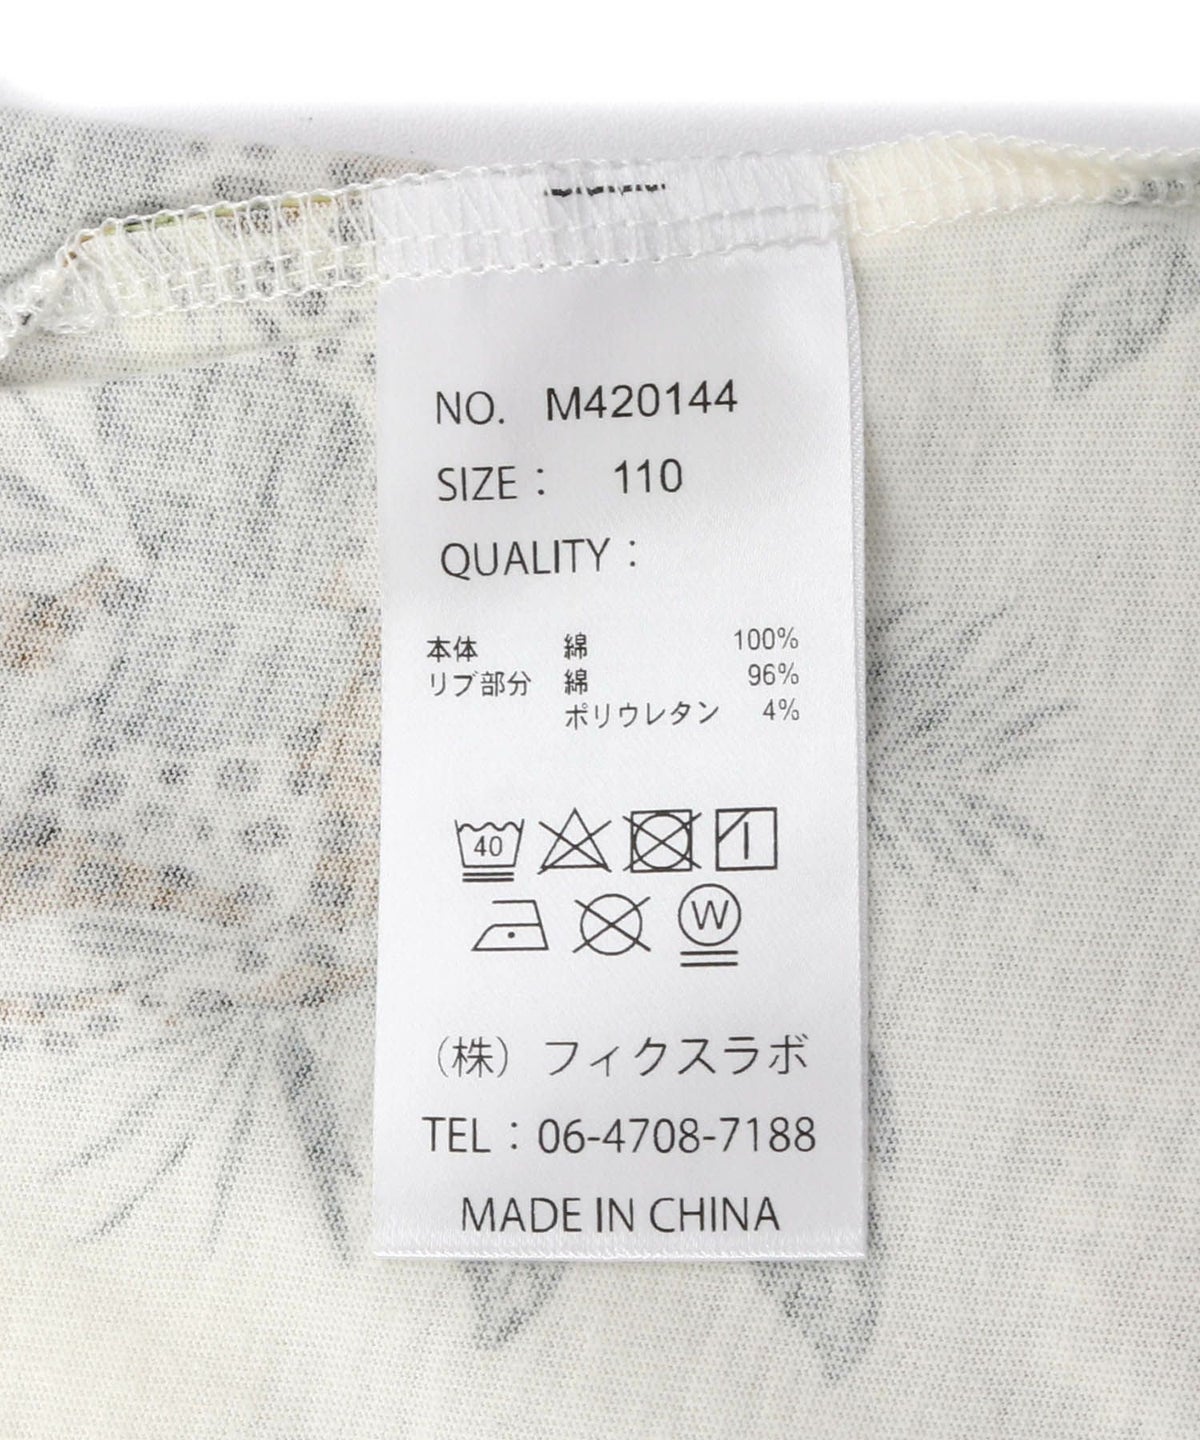 NO. M420144
SIZE : 110
QUALITY :
本体 綿 100%
リブ部分 綿 96%
ポリウレタン 4%
40
W
(株) フィクスラボ
TEL : 06-4708-7188
MADE IN CHINA